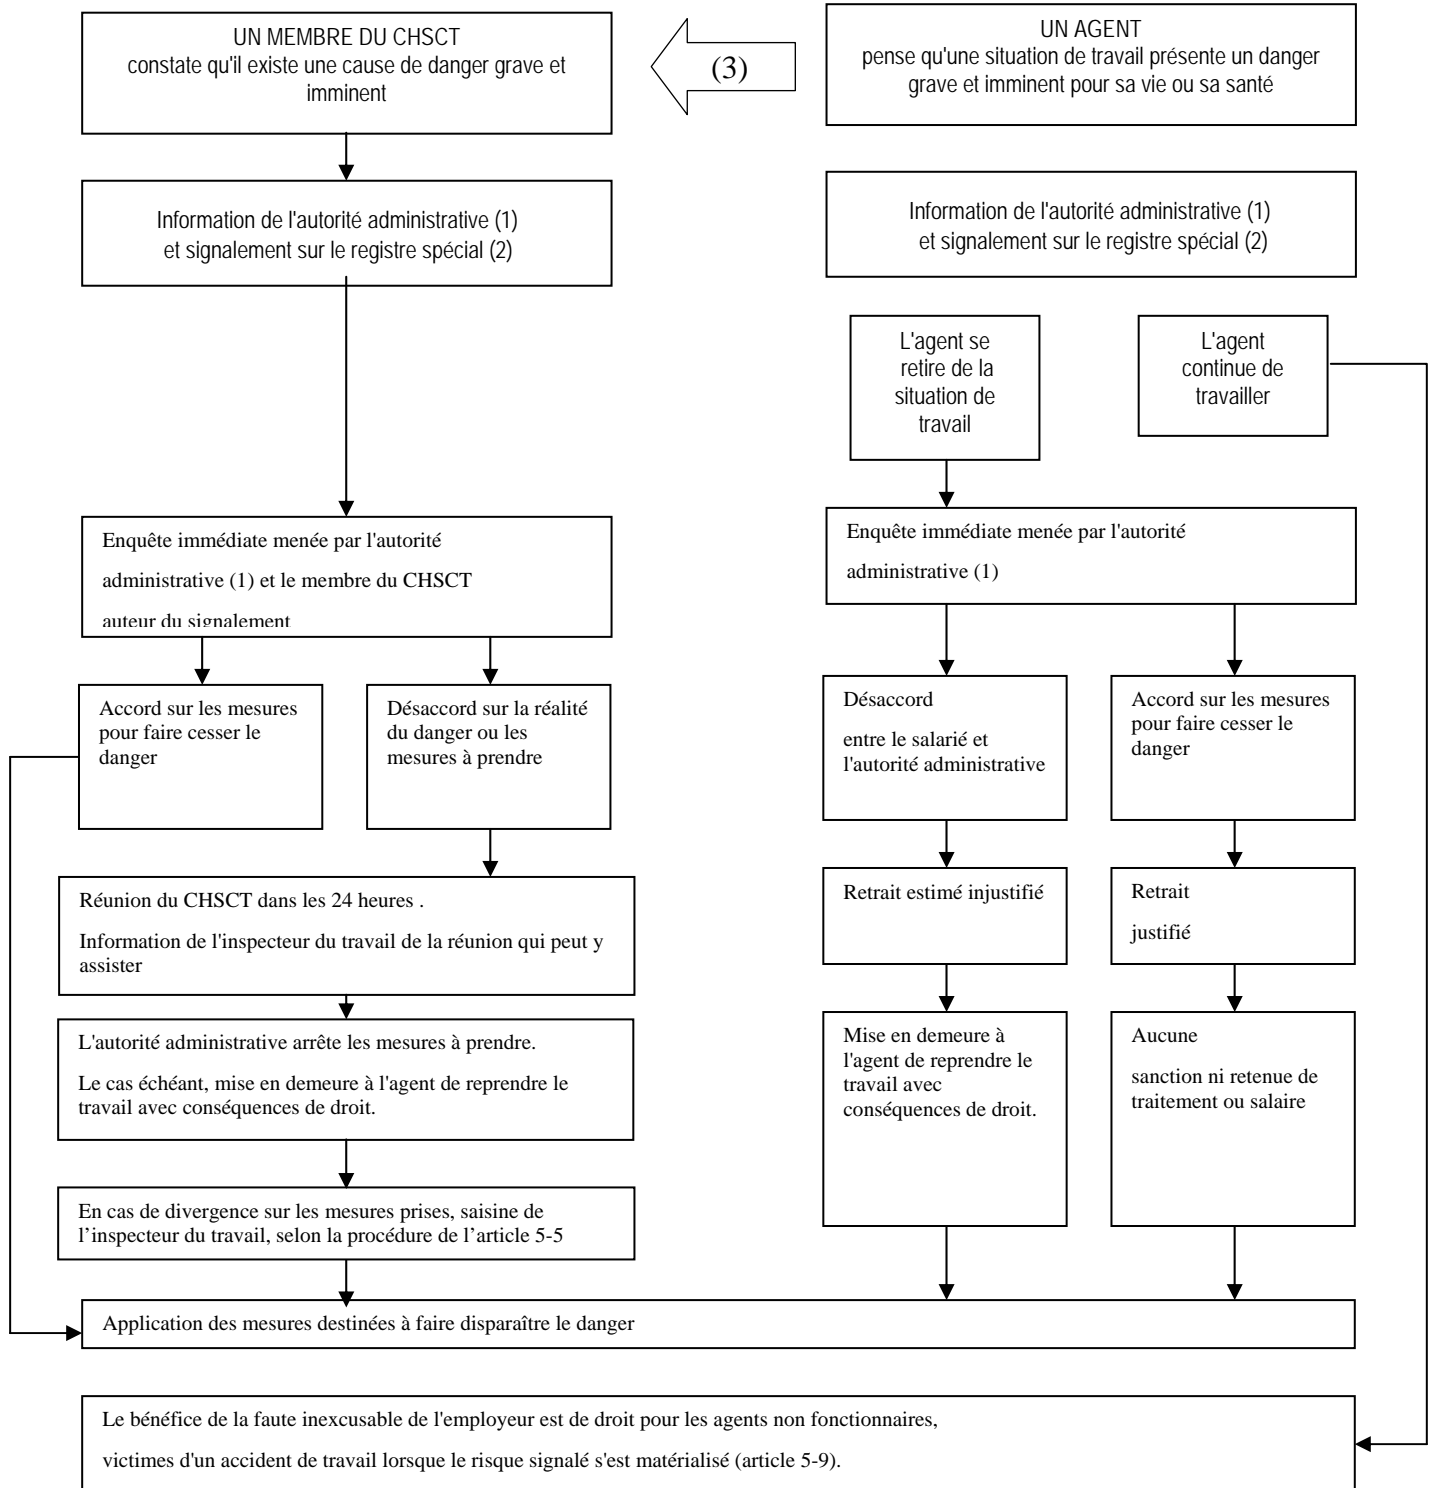 UN MEMBRE DU CHSCT
constate qu'il existe une cause de danger grave et
imminent
(3)
UN AGENT
pense qu'une situation de travail présente un danger
grave et imminent pour sa vie ou sa santé
Information de l'autorité administrative (1)
et signalement sur le registre spécial (2)
Information de l'autorité administrative (1)
et signalement sur le registre spécial (2)
L'agent se
retire de la
situation de
travail
L'agent
continue de
travailler
Enquête immédiate menée par l'autorité
administrative (1) et le membre du CHSCT
auteur du signalement
Enquête immédiate menée par l'autorité
administrative (1)
Accord sur les mesures
pour faire cesser le
danger
Désaccord sur la réalité
du danger ou les
mesures à prendre
Désaccord
entre le salarié et
l'autorité administrative
Accord sur les mesures
pour faire cesser le
danger
Réunion du CHSCT dans les 24 heures .
Information de l'inspecteur du travail de la réunion qui peut y
assister
Retrait estimé injustifié
Retrait
justifié
L'autorité administrative arrête les mesures à prendre.
Le cas échéant, mise en demeure à l'agent de reprendre le
travail avec conséquences de droit.
Mise en demeure à
l'agent de reprendre le
travail avec
conséquences de droit.
Aucune
sanction ni retenue de
traitement ou salaire
En cas de divergence sur les mesures prises, saisine de
l’inspecteur du travail, selon la procédure de l’article 5-5
Application des mesures destinées à faire disparaître le danger
Le bénéfice de la faute inexcusable de l'employeur est de droit pour les agents non fonctionnaires,
victimes d'un accident de travail lorsque le risque signalé s'est matérialisé (article 5-9).